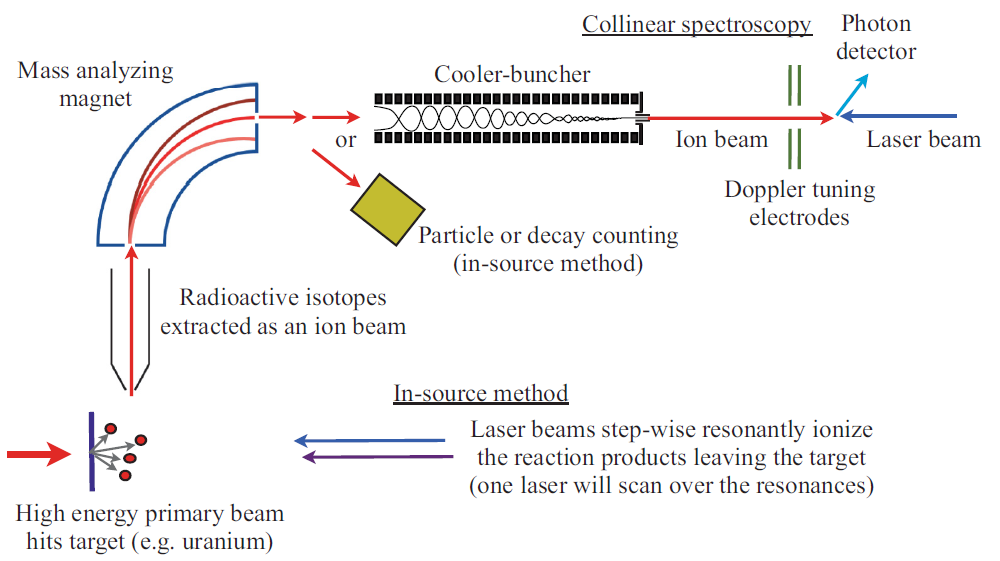 Collinear spectroscopy
Photon
detector
Mass analyzing
magnet
Cooler-buncher
or
Ion beam
Laser beam
Doppler tuning
electrodes
Particle or decay counting
(in-source method)
Radioactive isotopes
extracted as an ion beam
In-source method
Laser beams step-wise resonantly ionize
the reaction products leaving the target
(one laser will scan over the resonances)
High energy primary beam
hits target (e.g. uranium)